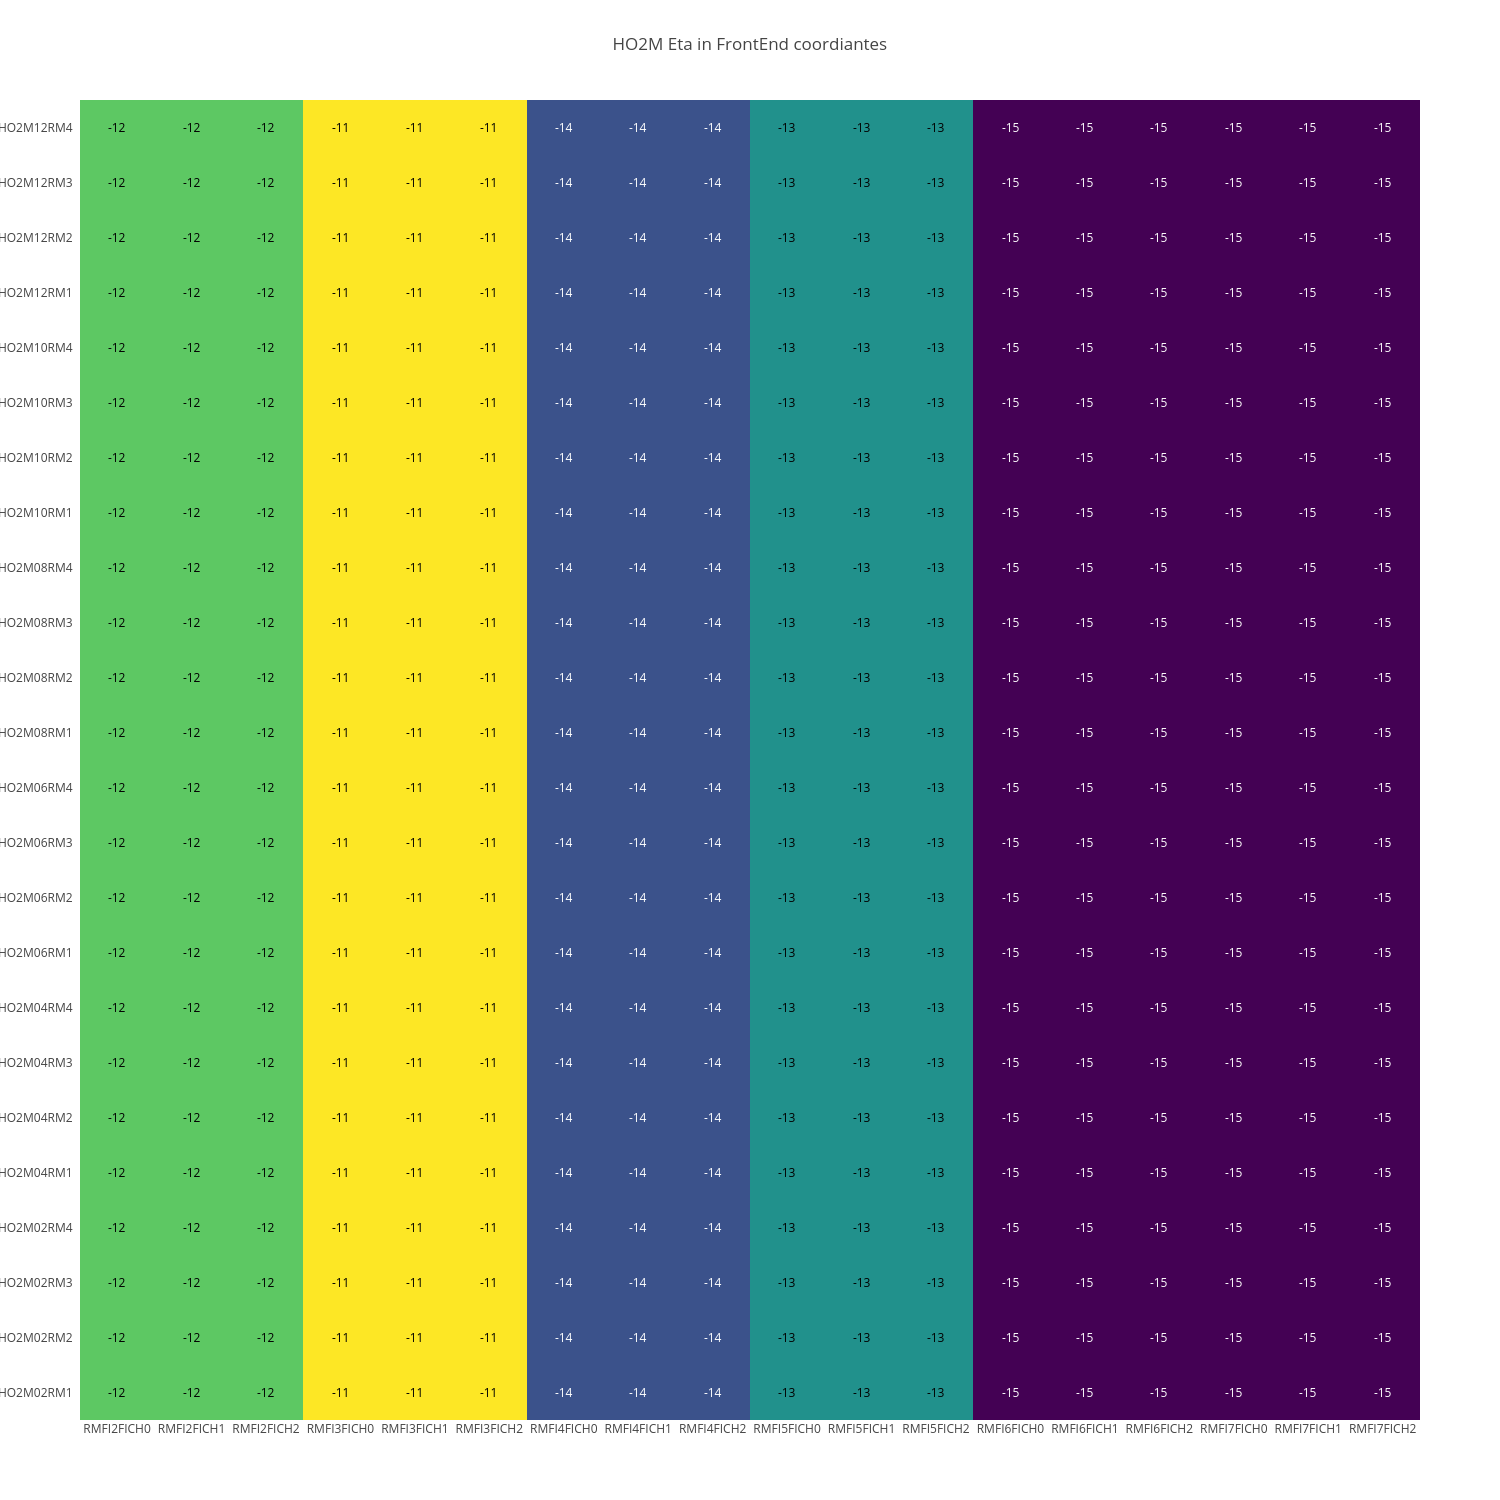 HO2M Eta in FrontEnd coordiantes
HO2M12RM4 -12 -12 -12 -11 -11 -11 -14 -14 -14 -13 -13 -13 -15 -15 -15 -15 -15 -15
HO2M12RM3 -12 -12 -12 -11 -11 -11 -14 -14 -14 -13 -13 -13 -15 -15 -15 -15 -15 -15
HO2M12RM2 -12 -12 -12 -11 -11 -11 -14 -14 -14 -13 -13 -13 -15 -15 -15 -15 -15 -15
HO2M12RM1 -12 -12 -12 -11 -11 -11 -14 -14 -14 -13 -13 -13 -15 -15 -15 -15 -15 -15
HO2M10RM4 -12 -12 -12 -11 -11 -11 -14 -14 -14 -13 -13 -13 -15 -15 -15 -15 -15 -15
HO2M10RM3 -12 -12 -12 -11 -11 -11 -14 -14 -14 -13 -13 -13 -15 -15 -15 -15 -15 -15
HO2M10RM2 -12 -12 -12 -11 -11 -11 -14 -14 -14 -13 -13 -13 -15 -15 -15 -15 -15 -15
HO2M10RM1 -12 -12 -12 -11 -11 -11 -14 -14 -14 -13 -13 -13 -15 -15 -15 -15 -15 -15
HO2M08RM4 -12 -12 -12 -11 -11 -11 -14 -14 -14 -13 -13 -13 -15 -15 -15 -15 -15 -15
HO2M08RM3 -12 -12 -12 -11 -11 -11 -14 -14 -14 -13 -13 -13 -15 -15 -15 -15 -15 -15
HO2M08RM2 -12 -12 -12 -11 -11 -11 -14 -14 -14 -13 -13 -13 -15 -15 -15 -15 -15 -15
HO2M08RM1 -12 -12 -12 -11 -11 -11 -14 -14 -14 -13 -13 -13 -15 -15 -15 -15 -15 -15
HO2M06RM4 -12 -12 -12 -11 -11 -11 -14 -14 -14 -13 -13 -13 -15 -15 -15 -15 -15 -15
HO2M06RM3 -12 -12 -12 -11 -11 -11 -14 -14 -14 -13 -13 -13 -15 -15 -15 -15 -15 -15
HO2M06RM2 -12 -12 -12 -11 -11 -11 -14 -14 -14 -13 -13 -13 -15 -15 -15 -15 -15 -15
HO2M06RM1 -12 -12 -12 -11 -11 -11 -14 -14 -14 -13 -13 -13 -15 -15 -15 -15 -15 -15
HO2M04RM4 -12 -12 -12 -11 -11 -11 -14 -14 -14 -13 -13 -13 -15 -15 -15 -15 -15 -15
HO2M04RM3 -12 -12 -12 -11 -11 -11 -14 -14 -14 -13 -13 -13 -15 -15 -15 -15 -15 -15
HO2M04RM2 -12 -12 -12 -11 -11 -11 -14 -14 -14 -13 -13 -13 -15 -15 -15 -15 -15 -15
HO2M04RM1 -12 -12 -12 -11 -11 -11 -14 -14 -14 -13 -13 -13 -15 -15 -15 -15 -15 -15
HO2M02RM4 -12 -12 -12 -11 -11 -11 -14 -14 -14 -13 -13 -13 -15 -15 -15 -15 -15 -15
HO2M02RM3 -12 -12 -12 -11 -11 -11 -14 -14 -14 -13 -13 -13 -15 -15 -15 -15 -15 -15
HO2M02RM2 -12 -12 -12 -11 -11 -11 -14 -14 -14 -13 -13 -13 -15 -15 -15 -15 -15 -15
HO2M02RM1 -12 -12 -12 -11 -11 -11 -14 -14 -14 -13 -13 -13 -15 -15 -15 -15 -15 -15
RMFI2FICH0 RMFI2FICH1 RMFI2FICH2 RMFI3FICH0 RMFI3FICH1 RMFI3FICH2 RMFI4FICH0 RMFI4FICH1 RMFI4FICH2 RMFI5FICH0 RMFI5FICH1 RMFI5FICH2 RMFI6FICH0 RMFI6FICH1 RMFI6FICH2 RMFI7FICH0 RMFI7FICH1 RMFI7FICH2